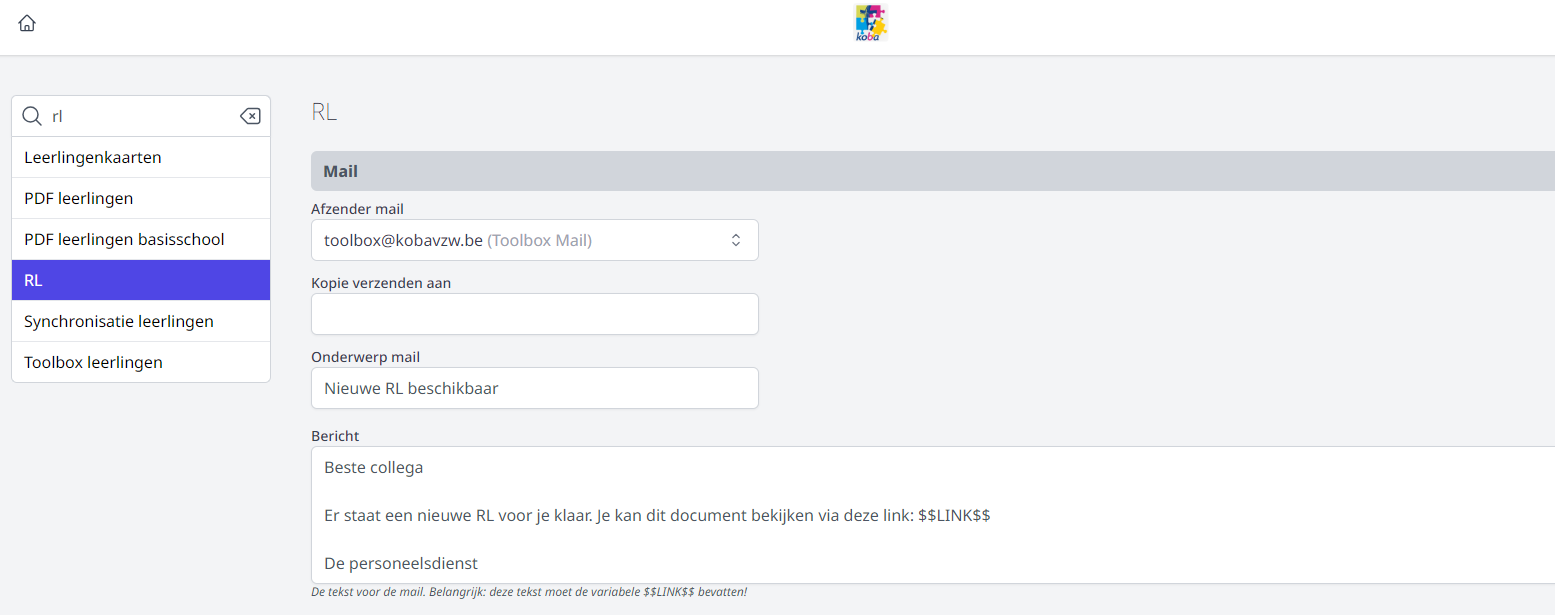 koba
rl
Leerlingenkaarten
PDF leerlingen
PDF leerlingen basisschool
RL
Synchronisatie leerlingen
Toolbox leerlingen
RL
Mail
Afzender mail
toolbox@kobavzw.be (Toolbox Mail)
Kopie verzenden aan
Onderwerp mail
Nieuwe RL beschikbaar
Bericht
Beste collega
Er staat een nieuwe RL voor je klaar. Je kan dit document bekijken via deze link: $$LINK$$
De personeelsdienst
De tekst voor de mail. Belangrijk: deze tekst moet de variabele $$LINK$$ bevatten!